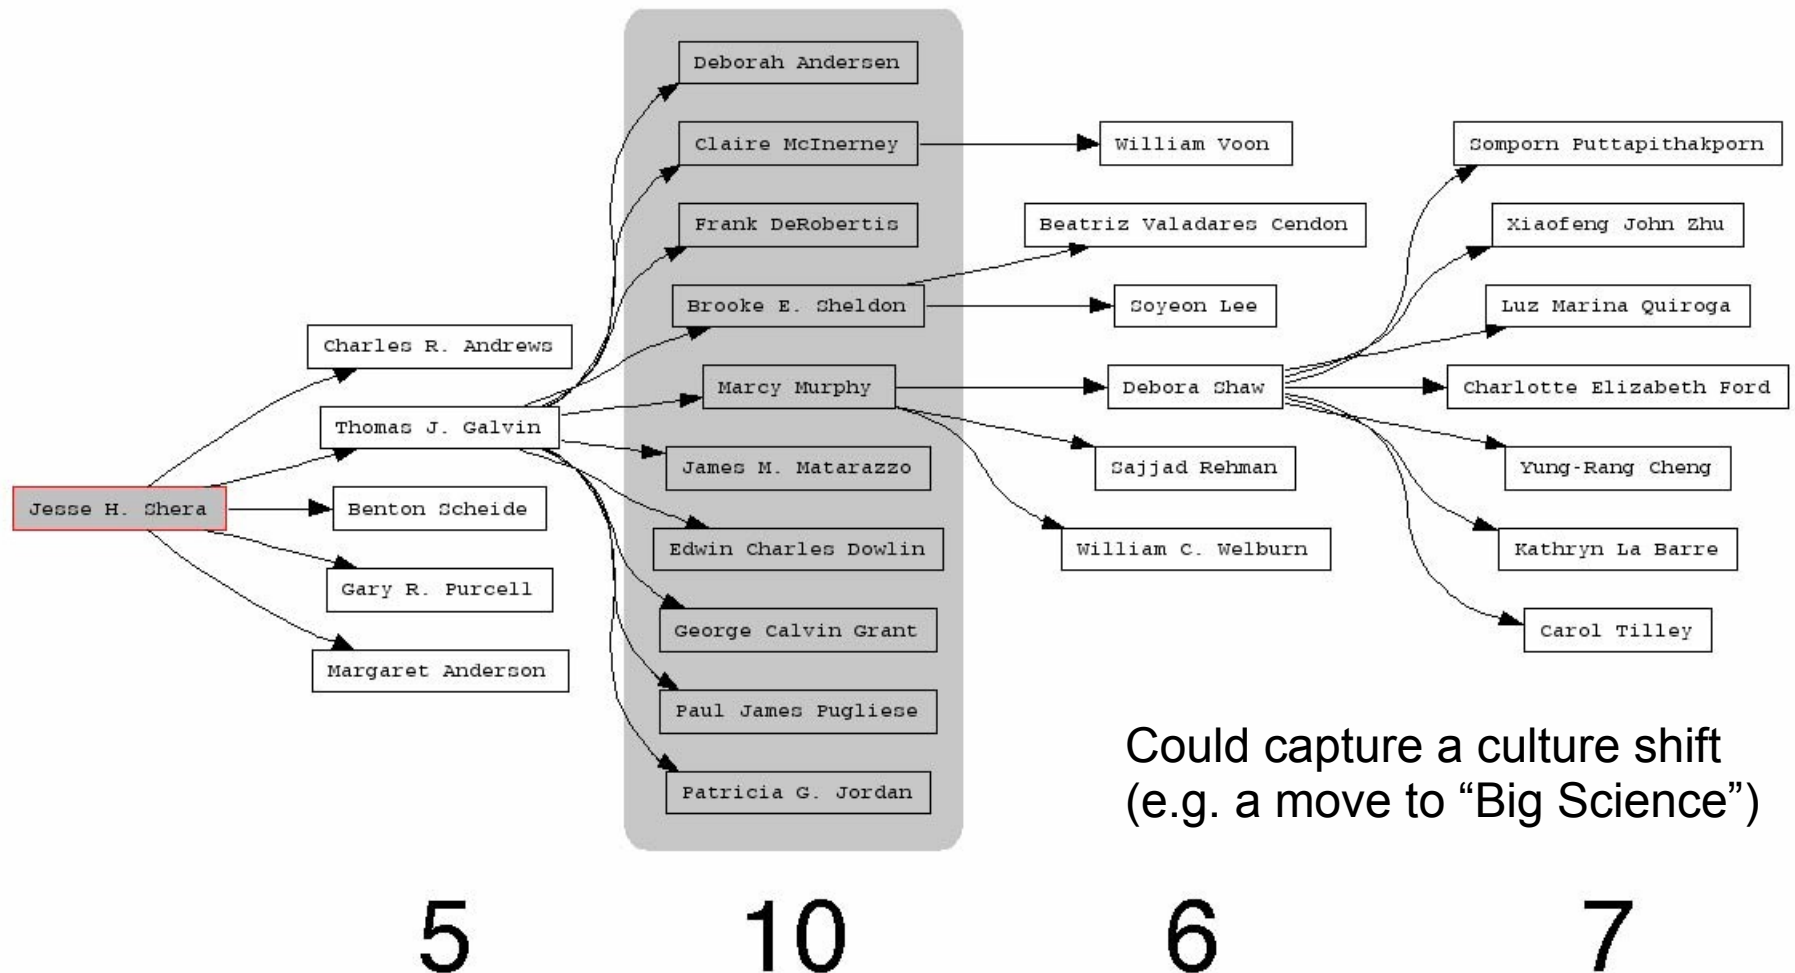 Jesse H. Shera
Charles R. Andrews
Thomas J. Galvin
Benton Scheide
Gary R. Purcell
Margaret Anderson
Deborah Andersen
Claire McInerney
Frank DeRobertis
Brooke E. Sheldon
Marcy Murphy
James M. Matarazzo
Edwin Charles Dowlin
George Calvin Grant
Paul James Pugliese
Patricia G. Jordan
William Voon
Beatriz Valadares Cendon
Soyeon Lee
Debora Shaw
Sajjad Rehman
William C. Welburn
Somporn Puttapithakporn
Xiaofeng John Zhu
Luz Marina Quiroga
Charlotte Elizabeth Ford
Yung-Rang Cheng
Kathryn La Barre
Carol Tilley
Could capture a culture shift
(e.g. a move to “Big Science”)
5 10 6 7